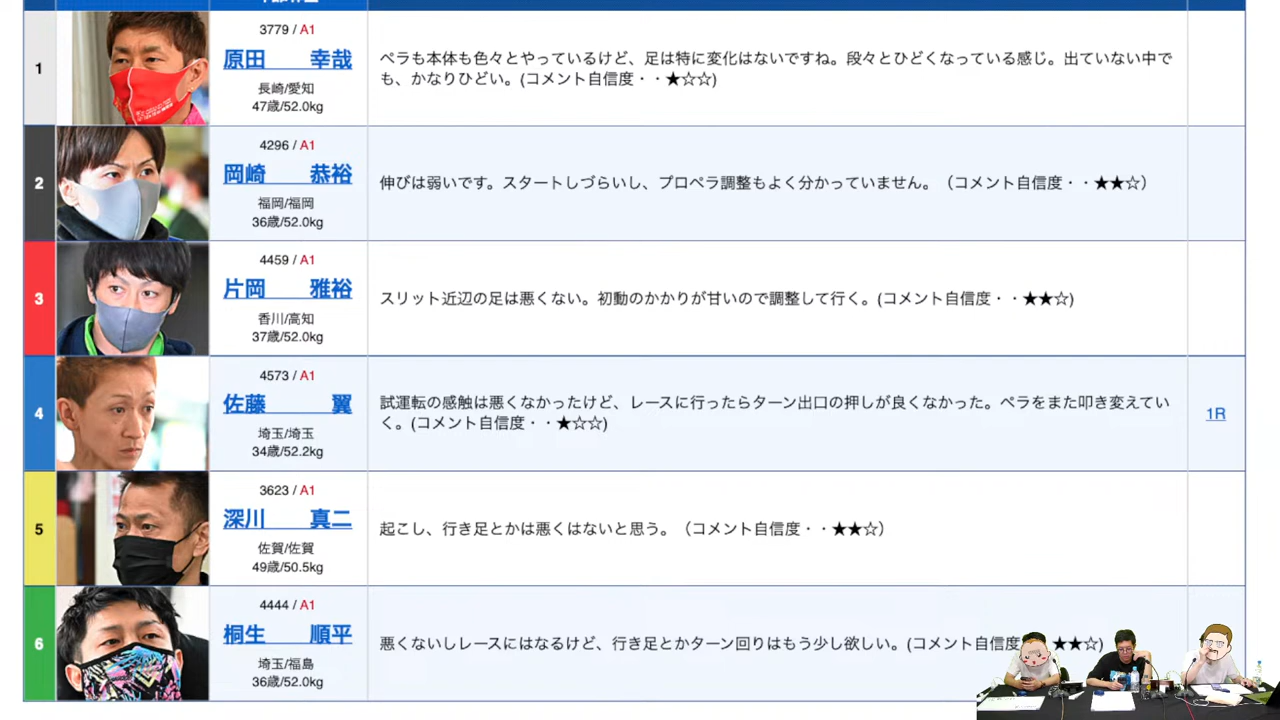 1
3779 / A1
原田 幸哉
長崎/愛知
47歳/52.0kg
ペラも本体も色々とやっているけど、足は特に変化はないですね。段々とひどくなっている感じ。出ていない中で
も、かなりひどい。(コメント自信度・・★☆☆)
2
4296 / A1
岡崎 恭裕
福岡/福岡
36歳/52.0kg
伸びは弱いです。スタートしづらいし、プロペラ調整もよく分かっていません。（コメント自信度・・★★☆）
3
4459 / A1
片岡 雅裕
香川/高知
37歳/52.0kg
スリット近辺の足は悪くない。初動のかかりが甘いので調整して行く。(コメント自信度・・★★☆)
4
4573 / A1
佐藤 翼
埼玉/埼玉
34歳/52.2kg
試運転の感触は悪くなかったけど、レースに行ったらターン出口の押しが良くなかった。ペラをまた叩き変えてい
く。(コメント自信度・・★☆☆)
1R
5
3623 / A1
深川 真二
佐賀/佐賀
49歳/50.5kg
起こし、行き足とかは悪くはないと思う。（コメント自信度・・★★☆）
6
4444 / A1
桐生 順平
埼玉/福島
36歳/52.0kg
悪くないしレースにはなるけど、行き足とかターン回りはもう少し欲しい。(コメント自信度 ★★☆)